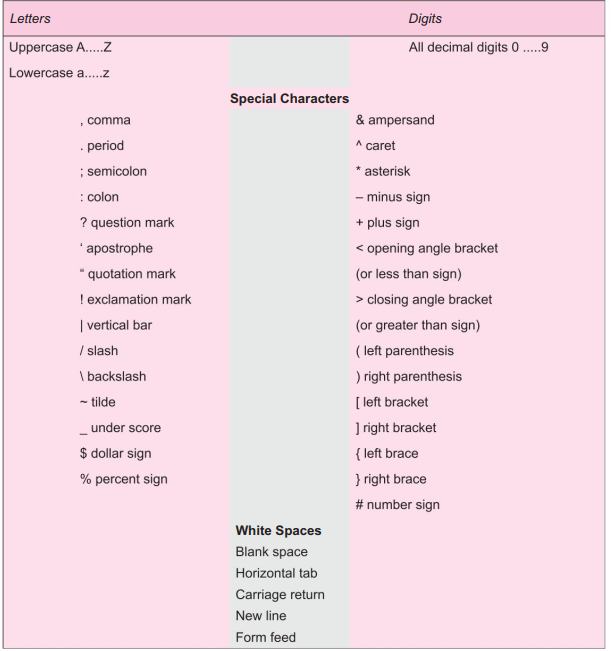 Letters Digits
Uppercase A.....Z All decimal digits 0 .....9
Lowercase a.....z
Special Characters
, comma & ampersand
. period ^ caret
; semicolon * asterisk
: colon – minus sign
? question mark + plus sign
‘ apostrophe < opening angle bracket
“ quotation mark (or less than sign)
! exclamation mark > closing angle bracket
| vertical bar (or greater than sign)
/ slash ( left parenthesis
\ backslash ) right parenthesis
~ tilde [ left bracket
_ under score ] right bracket
$ dollar sign { left brace
% percent sign } right brace
# number sign
White Spaces
Blank space
Horizontal tab
Carriage return
New line
Form feed